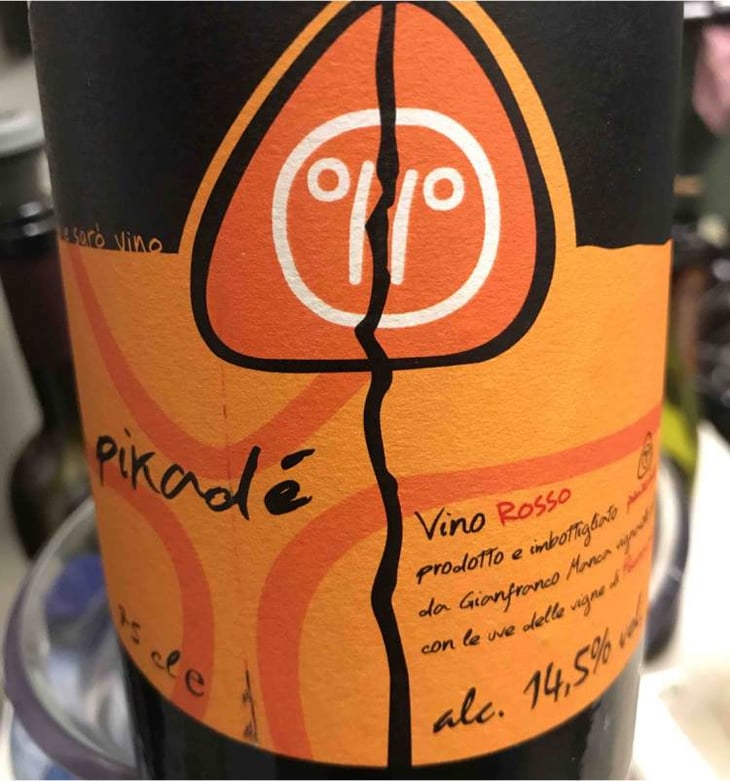 sarò vino
pikadé
75 cl e
Vino Rosso
prodotto e imbottigliato
da Gianfranco Manca
con le uve delle vigne di
alc. 14,5% vol